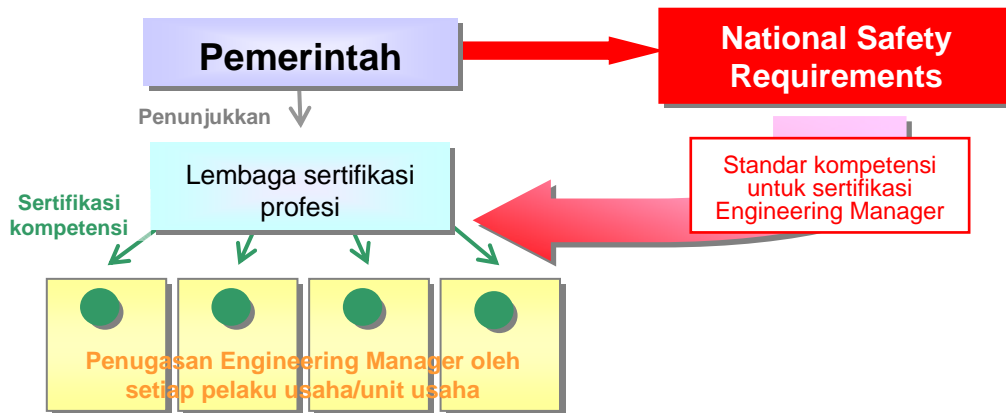 Pemerintah
National Safety
Requirements
Penunjukkan
Lembaga sertifikasi
profesi
Standar kompetensi
untuk sertifikasi
Engineering Manager
Sertifikasi
kompetensi
Penugasan Engineering Manager oleh
setiap pelaku usaha/unit usaha